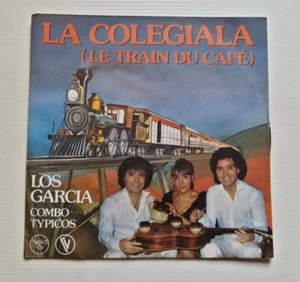 LA COLEGIALA
(LE TRAIN DU CAFÉ)
LOS
GARCIA
COMBO
TYPICOS